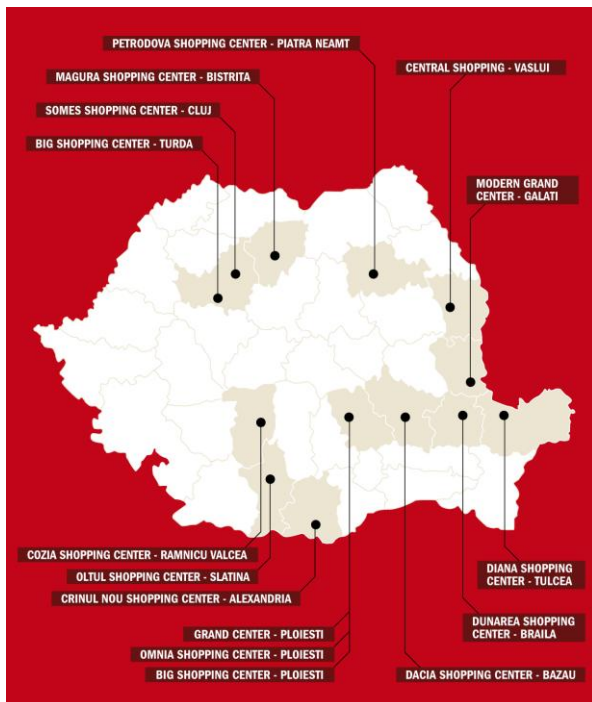 PETRODOVA SHOPPING CENTER - PIATRA NEAMT
CENTRAL SHOPPING - VASLUI
MAGURA SHOPPING CENTER - BISTRITA
SOMES SHOPPING CENTER - CLUJ
BIG SHOPPING CENTER - TURDA
MODERN GRAND
CENTER - GALATI
COZIA SHOPPING CENTER - RAMNICU VALCEA
OLTUL SHOPPING CENTER - SLATINA
CRINUL NOU SHOPPING CENTER - ALEXANDRIA
DIANA SHOPPING
CENTER - TULCEA
GRAND CENTER - PLOIESTI
OMNIA SHOPPING CENTER - PLOIESTI
BIG SHOPPING CENTER - PLOIESTI
DUNAREA SHOPPING
CENTER - BRAILA
DACIA SHOPPING CENTER - BAZAU